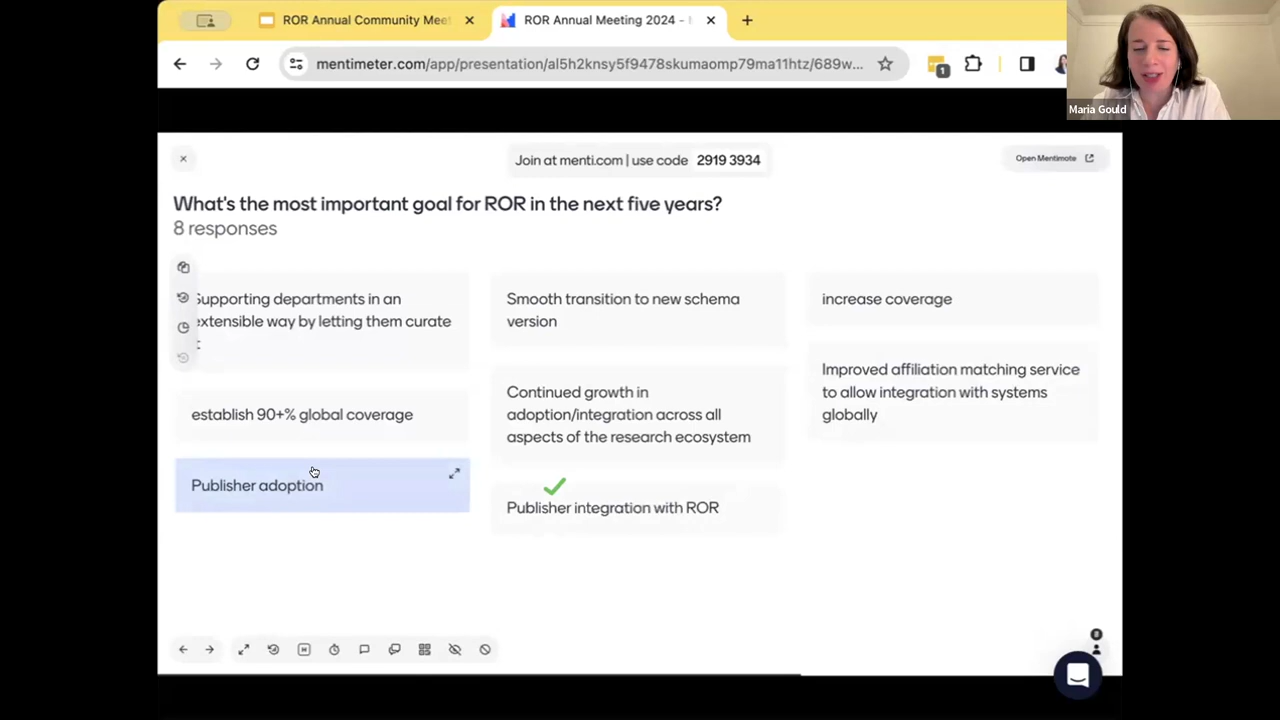 ROR Annual Community Meet
ROR Annual Meeting 2024 -
mentimeter.com/app/presentation/al5h2knsy5f9478skumaomp79ma11htz/689w...
1
Maria Gould
Join at menti.com | use code 2919 3934
Open Mentimote
What's the most important goal for ROR in the next five years?
8 responses
Supporting departments in an
extensible way by letting them curate
establish 90+% global coverage
Publisher adoption
Smooth transition to new schema
version
Continued growth in
adoption/integration across all
aspects of the research ecosystem
Publisher integration with ROR
increase coverage
Improved affiliation matching service
to allow integration with systems
globally